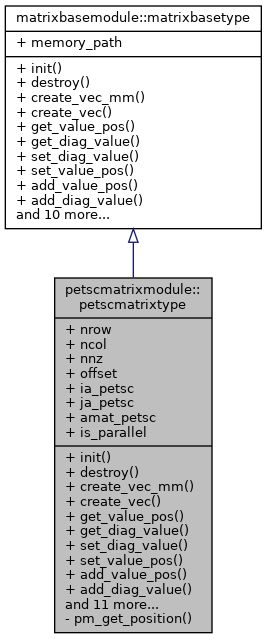 matrixbasemodule::matrixbasetype
+ memory_path
+ init()
+ destroy()
+ create_vec_mm()
+ create_vec()
+ get_value_pos()
+ get_diag_value()
+ set_diag_value()
+ set_value_pos()
+ add_value_pos()
+ add_diag_value()
and 10 more...
petscmatrixmodule::
petscmatrixtype
+ nrow
+ ncol
+ nnz
+ offset
+ ia_petsc
+ ja_petsc
+ amat_petsc
+ is_parallel
+ init()
+ destroy()
+ create_vec_mm()
+ create_vec()
+ get_value_pos()
+ get_diag_value()
+ set_diag_value()
+ set_value_pos()
+ add_value_pos()
+ add_diag_value()
and 11 more...
- pm_get_position()